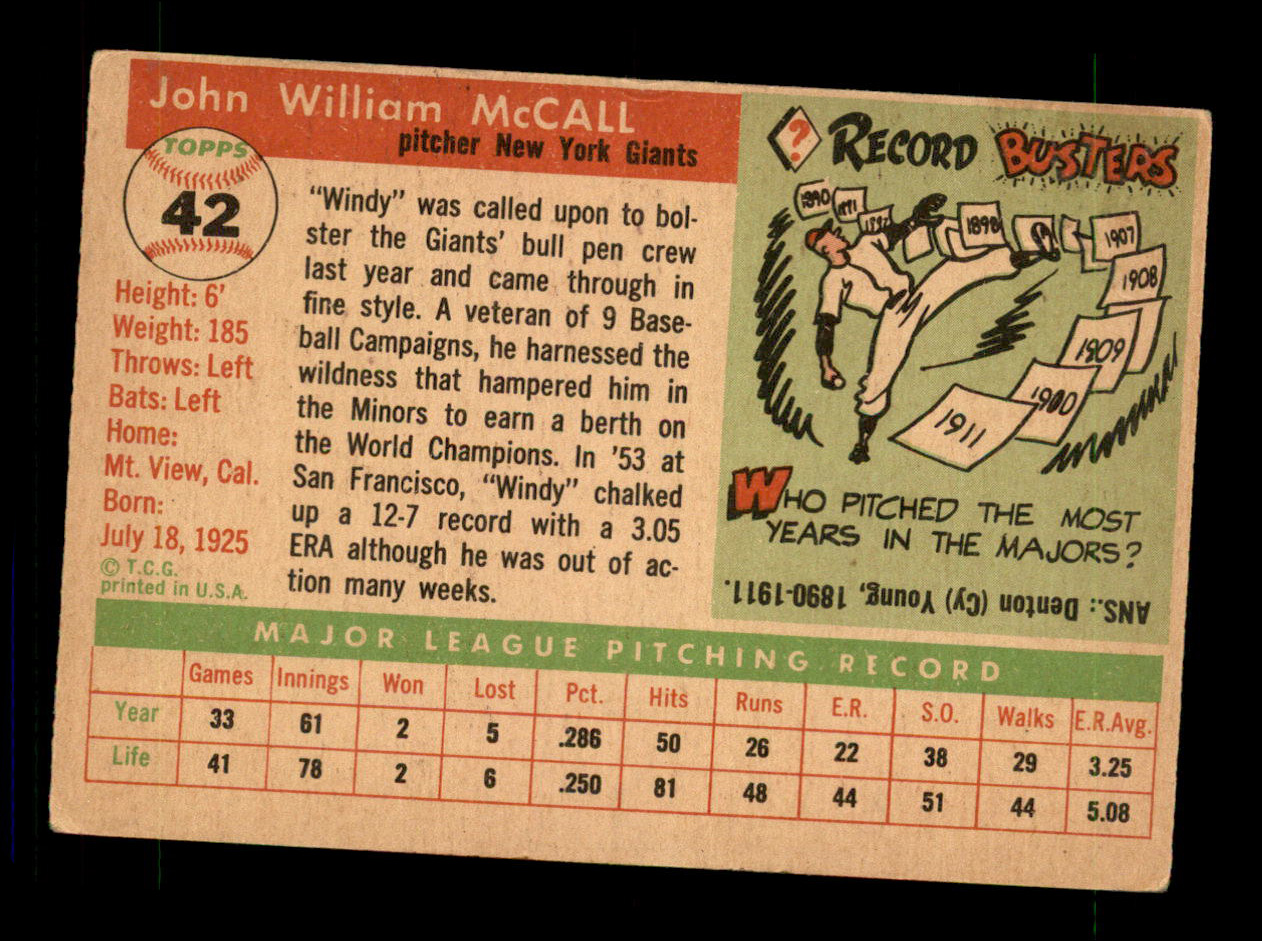 John William McCALL
pitcher New York Giants
TOPPS
42
Height: 6'
Weight: 185
Throws: Left
Bats: Left
Home:
Mt. View, Cal.
Born:
July 18, 1925
© T.C.G.
printed in U.S.A.
"Windy" was called upon to bol-
ster the Giants' bull pen crew
last year and came through in
fine style. A veteran of 9 Base-
ball Campaigns, he harnessed the
wildness that hampered him in
the Minors to earn a berth on
the World Champions. In '53 at
San Francisco, "Windy" chalked
up a 12-7 record with a 3.05
ERA although he was out of ac-
tion many weeks.
? RECORD BUSTERS
1890
1891
1892
1898
1907
1908
1909
1900
1911
WHO PITCHED THE MOST
YEARS IN THE MAJORS?
ANS.: Denton (Cy) Young, 1890-1911.
MAJOR LEAGUE PITCHING RECORD
Games Innings Won Lost Pct. Hits Runs E.R. S.O. Walks E.R.Avg.
Year 33 61 2 5 .286 50 26 22 38 29 3.25
Life 41 78 2 6 .250 81 48 44 51 44 5.08